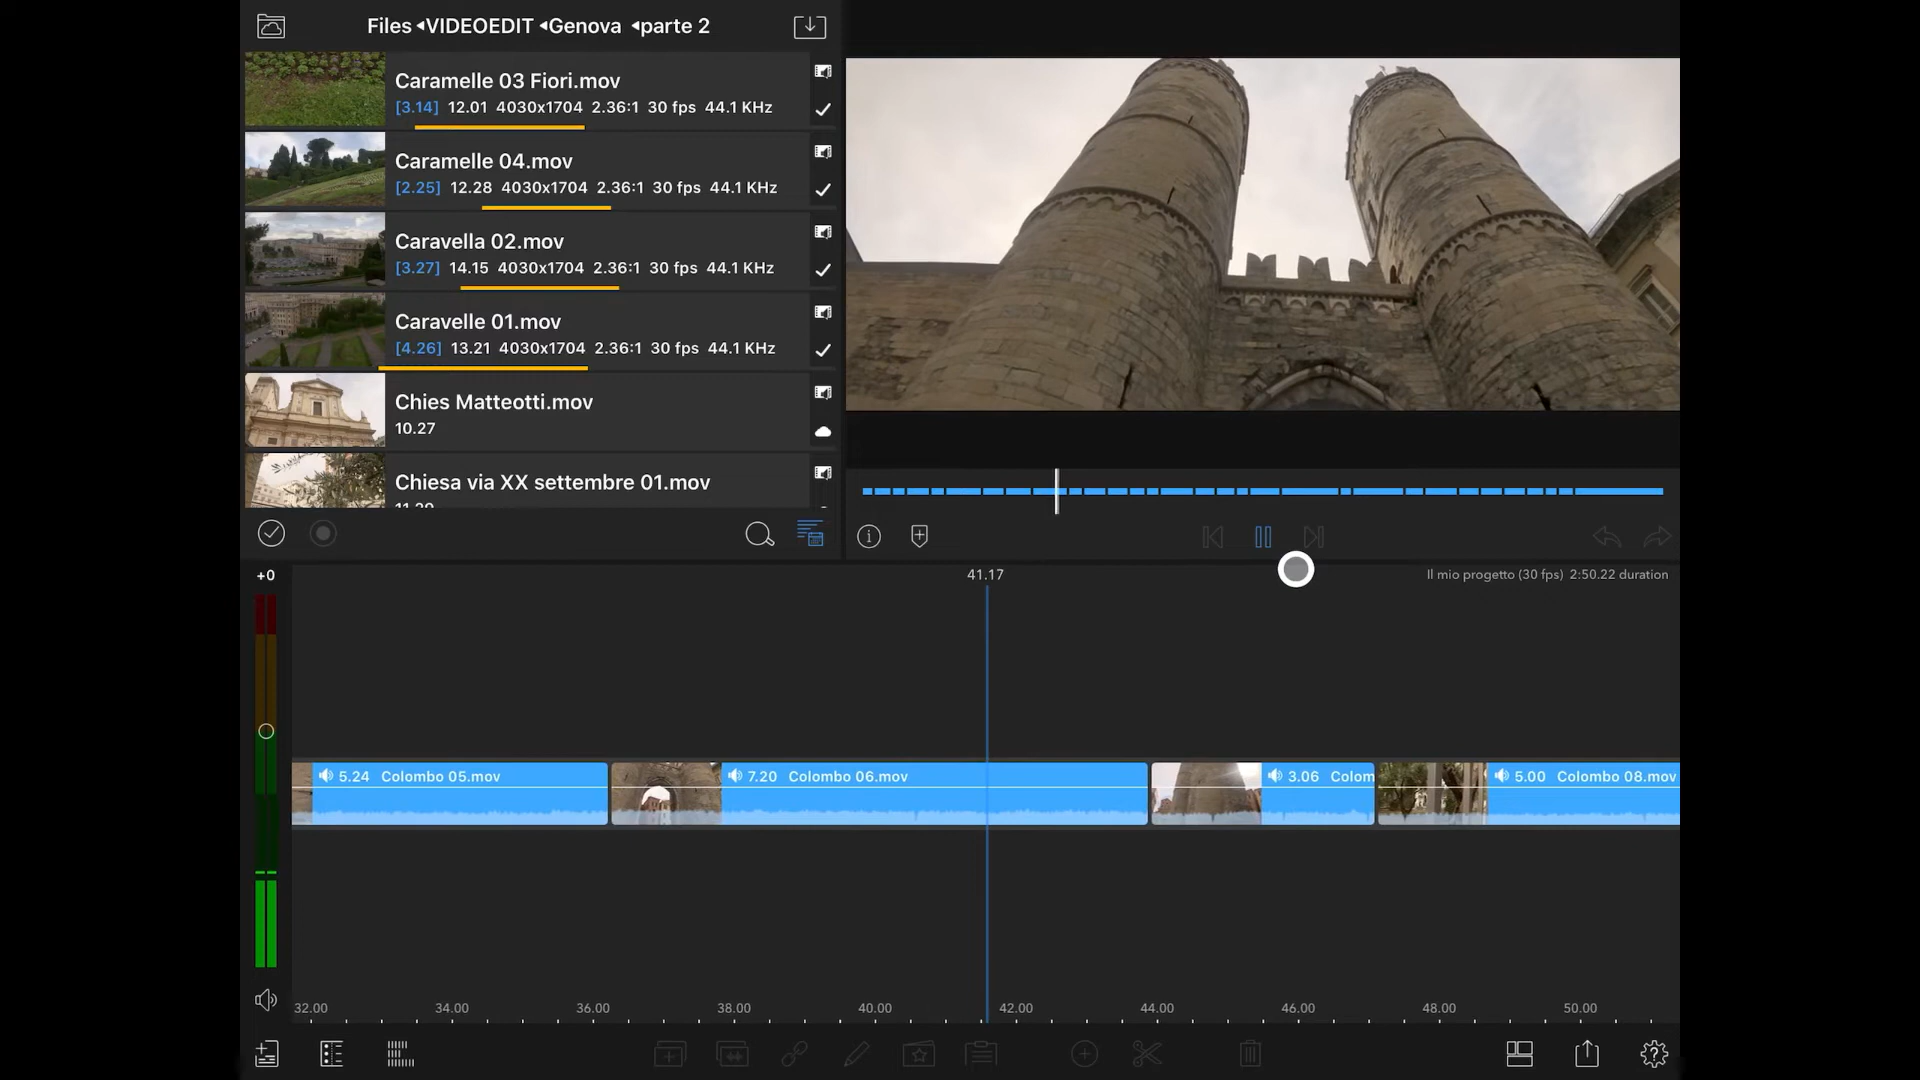 Files ◂VIDEOEDIT ◂Genova ◂parte 2
Caramelle 03 Fiori.mov
[3.14] 12.01 4030x1704 2.36:1 30 fps 44.1 KHz
Caramelle 04.mov
[2.25] 12.28 4030x1704 2.36:1 30 fps 44.1 KHz
Caravella 02.mov
[3.27] 14.15 4030x1704 2.36:1 30 fps 44.1 KHz
Caravelle 01.mov
[4.26] 13.21 4030x1704 2.36:1 30 fps 44.1 KHz
Chies Matteotti.mov
10.27
Chiesa via XX settembre 01.mov
+0
41.17
Il mio progetto (30 fps) 2:50.22 duration
5.24 Colombo 05.mov
7.20 Colombo 06.mov
3.06 Colom
5.00 Colombo 08.mov
32.00 34.00 36.00 38.00 40.00 42.00 44.00 46.00 48.00 50.00